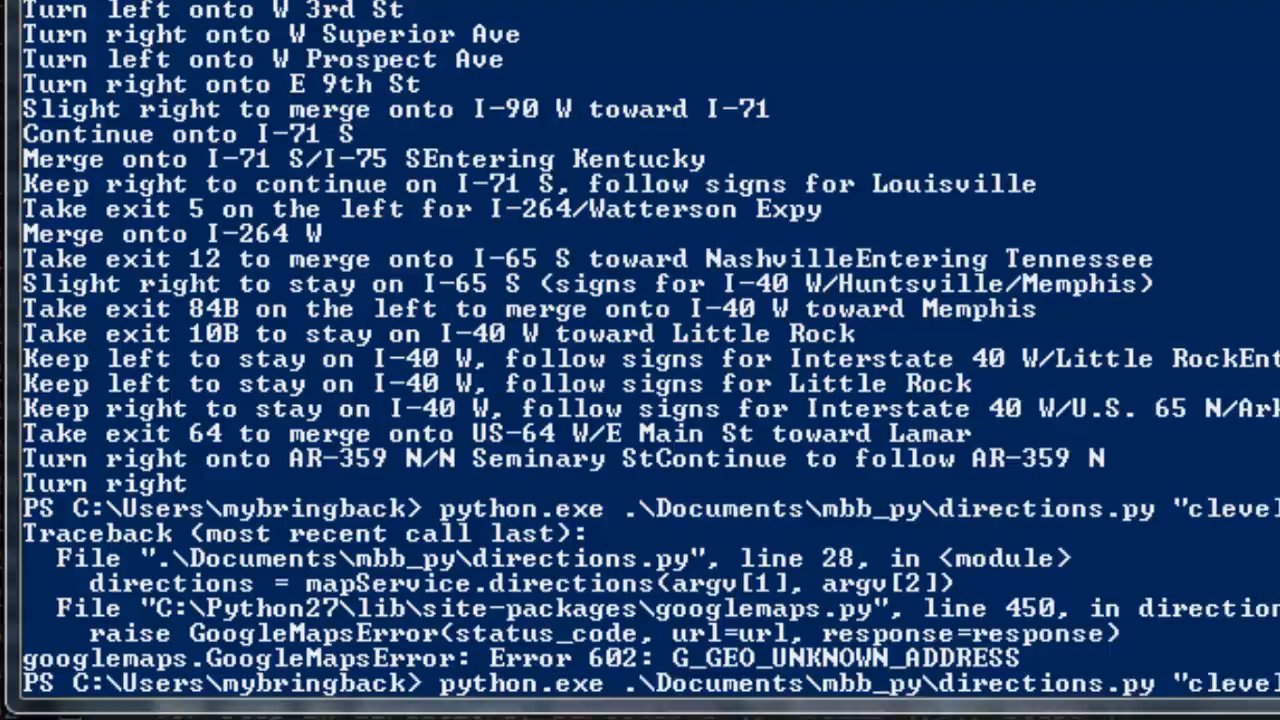 Turn left onto W 3rd St
Turn right onto W Superior Ave
Turn left onto W Prospect Ave
Turn right onto E 9th St
Slight right to merge onto I-90 W toward I-71
Continue onto I-71 S
Merge onto I-71 S/I-75 SEntering Kentucky
Keep right to continue on I-71 S, follow signs for Louisville
Take exit 5 on the left for I-264/Watterson Expy
Merge onto I-264 W
Take exit 12 to merge onto I-65 S toward NashvilleEntering Tennessee
Slight right to stay on I-65 S (signs for I-40 W/Huntsville/Memphis)
Take exit 84B on the left to merge onto I-40 W toward Memphis
Take exit 10B to stay on I-40 W toward Little Rock
Keep left to stay on I-40 W, follow signs for Interstate 40 W/Little RockEnt
Keep left to stay on I-40 W, follow signs for Little Rock
Keep right to stay on I-40 W, follow signs for Interstate 40 W/U.S. 65 N/Arl
Take exit 64 to merge onto US-64 W/E Main St toward Lamar
Turn right onto AR-359 N/N Seminary StContinue to follow AR-359 N
Turn right
PS C:\Users\mybringback> python.exe .\Documents\mbb_py\directions.py "clevel
Traceback (most recent call last):
File ".\Documents\mbb_py\directions.py", line 28, in <module>
directions = mapService.directions(argv[1], argv[2])
File "C:\Python27\lib\site-packages\googlemaps.py", line 450, in direction
raise GoogleMapsError(status_code, url=url, response=response)
googlemaps.GoogleMapsError: Error 602: G_GEO_UNKNOWN_ADDRESS
PS C:\Users\mybringback> python.exe .\Documents\mbb_py\directions.py "clevel